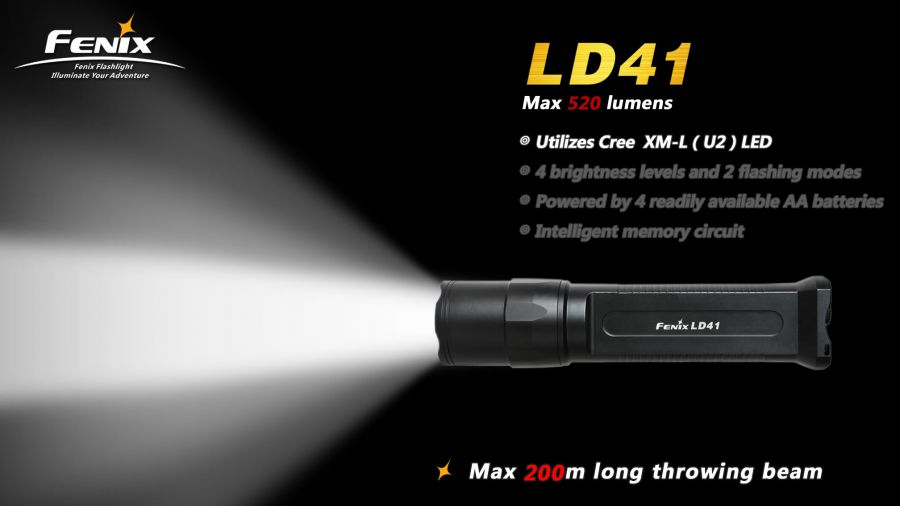 FENIX
Fenix Flashlight
Illuminate Your Adventure
LD41
Max 520 lumens
Utilizes Cree XM-L ( U2 ) LED
4 brightness levels and 2 flashing modes
Powered by 4 readily available AA batteries
Intelligent memory circuit
FENIX LD41
Max 200m long throwing beam